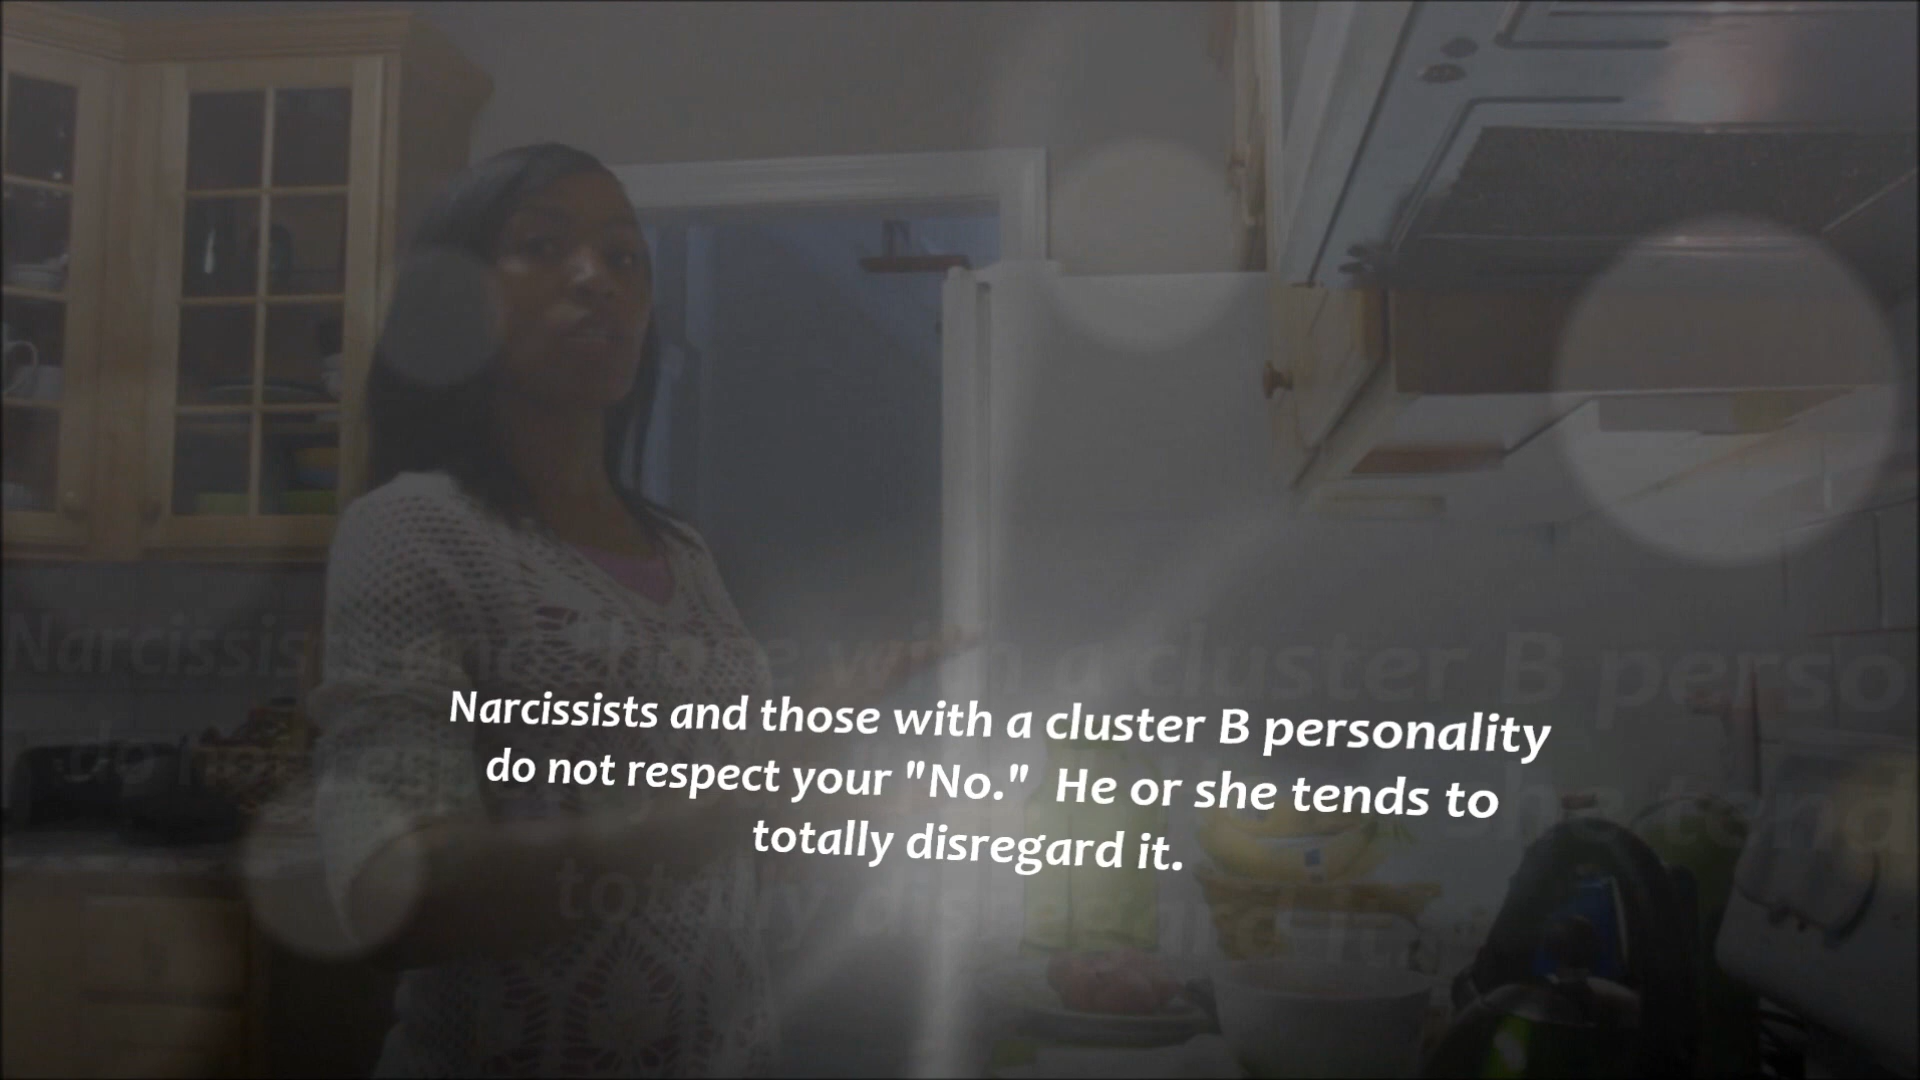 Narcissists and those with a cluster B personality
do not respect your "No."  He or she tends to
totally disregard it.